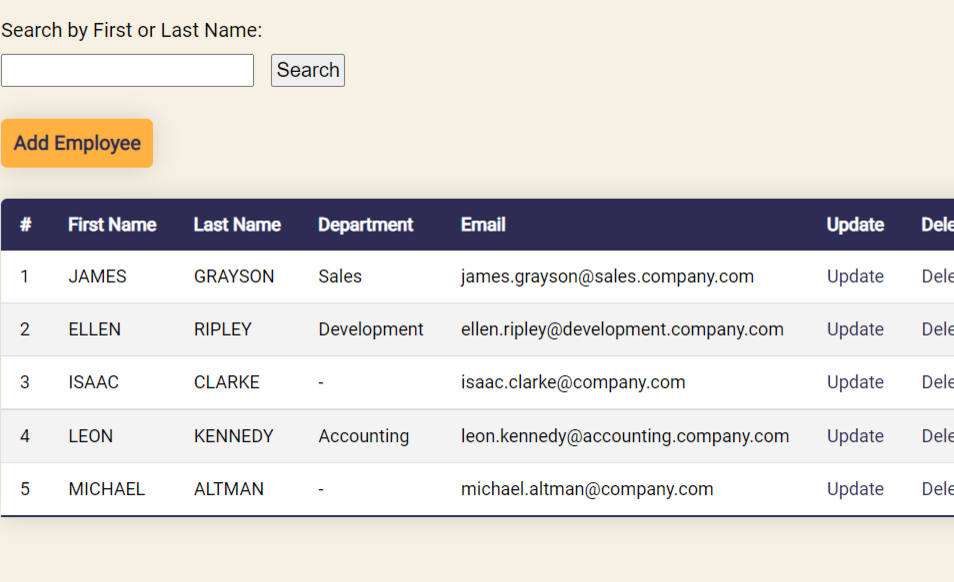 Search by First or Last Name:
Search
Add Employee
# First Name Last Name Department Email Update Dele
1 JAMES GRAYSON Sales james.grayson@sales.company.com Update Dele
2 ELLEN RIPLEY Development ellen.ripley@development.company.com Update Dele
3 ISAAC CLARKE - isaac.clarke@company.com Update Dele
4 LEON KENNEDY Accounting leon.kennedy@accounting.company.com Update Dele
5 MICHAEL ALTMAN - michael.altman@company.com Update Dele